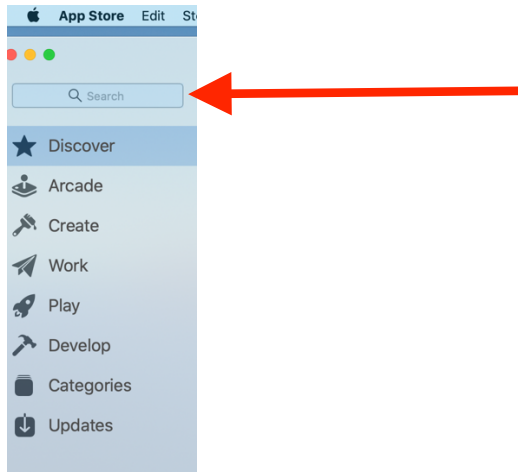 App Store Edit
Search
Discover
Arcade
Create
Work
Play
Develop
Categories
Updates